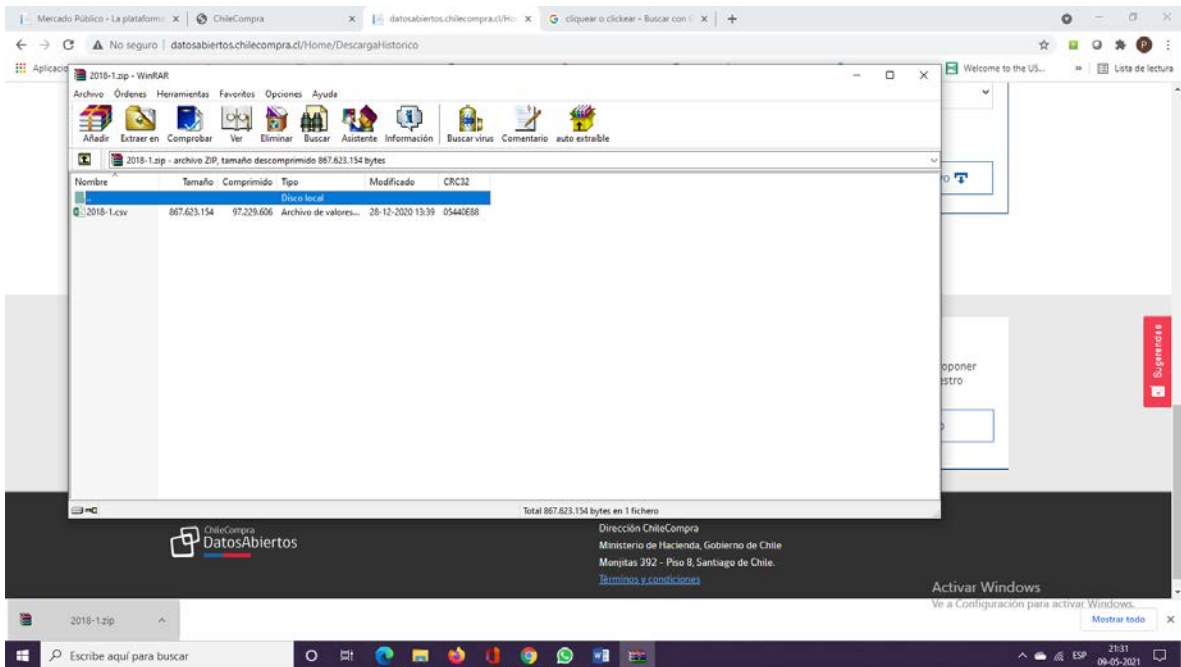 Mercado Público - La plataform
ChileCompra
datosabiertos.chilecompra.cl/Ho
cliquear o clickear - Buscar con
No seguro | datosabiertos.chilecompra.cl/Home/DescargaHistorico
Aplicacio
Welcome to the US...
Lista de lectura
2018-1.zip - WinRAR
Archivo Órdenes Herramientas Favoritos Opciones Ayuda
Añadir Extraer en Comprobar Ver Eliminar Buscar Asistente Información Buscar virus Comentario auto extraible
2018-1.zip - archivo ZIP, tamaño descomprimido 867.623.154 bytes
Nombre Tamaño Comprimido Tipo Modificado CRC32
.. Disco local
2018-1.csv 867.623.154 97.229.606 Archivo de valores... 28-12-2020 13:39 05440E88
Sugerencias
oponer
estro
Total 867.623.154 bytes en 1 fichero
ChileCompra
DatosAbiertos
Dirección ChileCompra
Ministerio de Hacienda, Gobierno de Chile
Monjitas 392 - Piso 8, Santiago de Chile.
Términos y condiciones
Activar Windows
Ve a Configuración para activar Windows.
2018-1.zip
Mostrar todo
Escribe aquí para buscar
ESP
21:31
09-05-2021